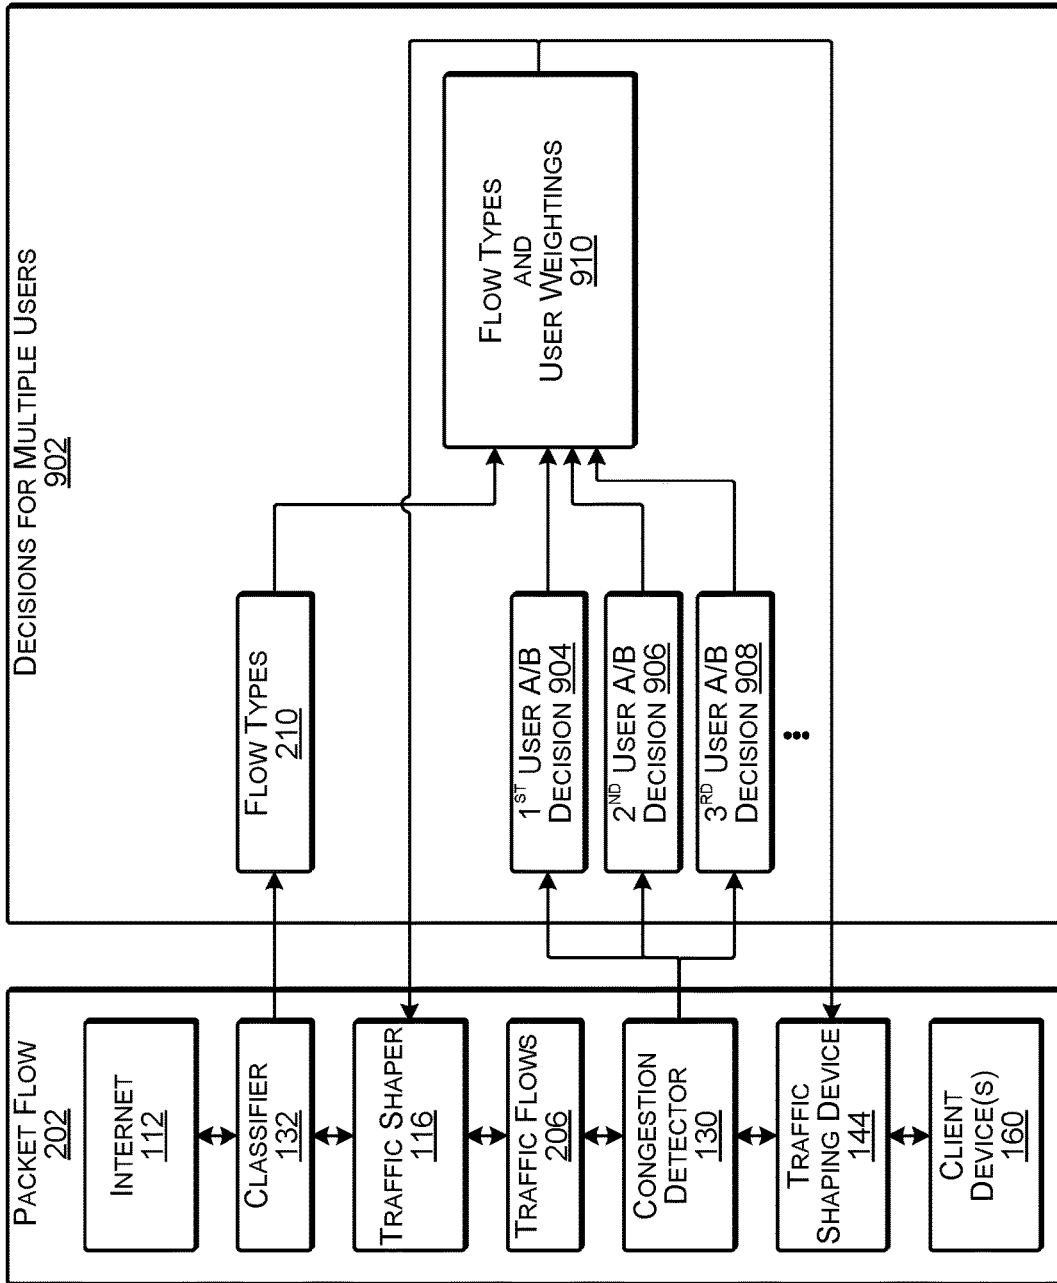 PACKET FLOW
202
INTERNET
112
CLASSIFIER
132
TRAFFIC SHAPER
116
TRAFFIC FLOWS
206
CONGESTION
DETECTOR
130
TRAFFIC
SHAPING DEVICE
144
CLIENT
DEVICE(S)
160
DECISIONS FOR MULTIPLE USERS
902
FLOW TYPES
210
1ST USER A/B
DECISION 904
2ND USER A/B
DECISION 906
3RD USER A/B
DECISION 908
...
FLOW TYPES
AND
USER WEIGHTINGS
910